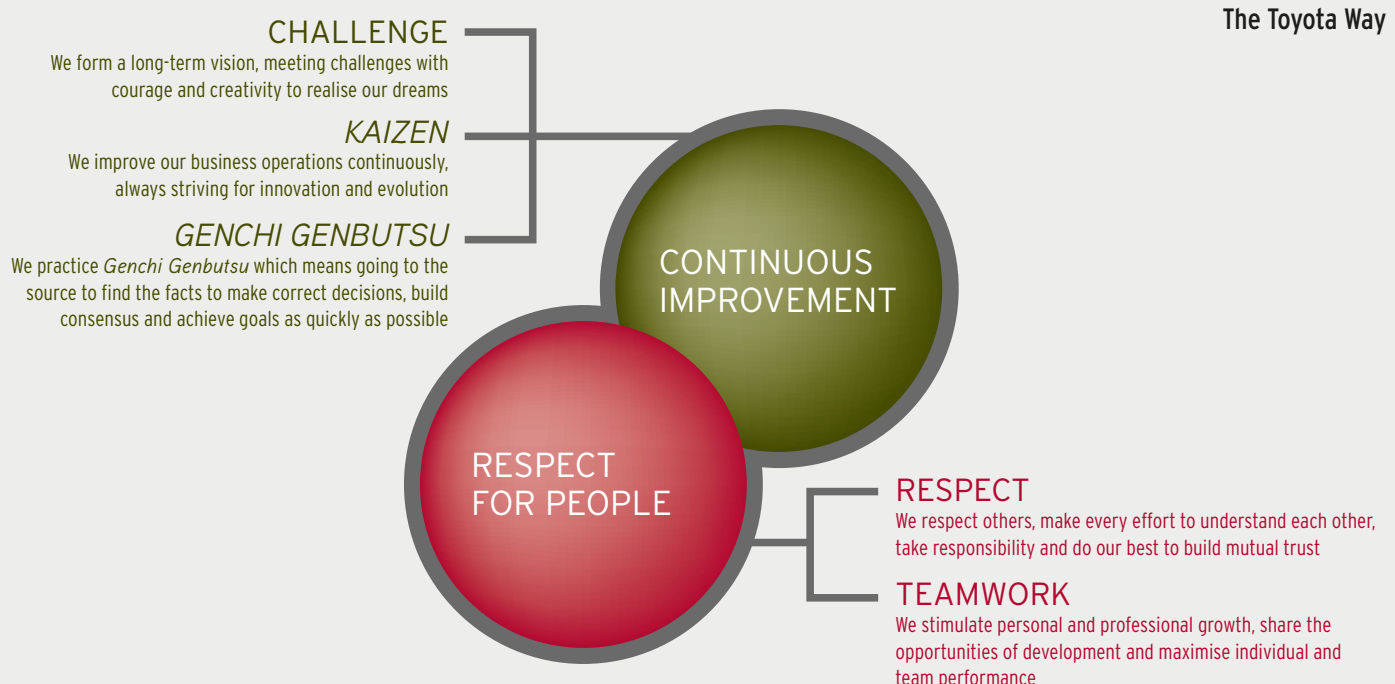 The Toyota Way
CHALLENGE
We form a long-term vision, meeting challenges with
courage and creativity to realise our dreams
KAIZEN
We improve our business operations continuously,
always striving for innovation and evolution
GENCHI GENBUTSU
We practice Genchi Genbutsu which means going to the
source to find the facts to make correct decisions, build
consensus and achieve goals as quickly as possible
CONTINUOUS
IMPROVEMENT
RESPECT
FOR PEOPLE
RESPECT
We respect others, make every effort to understand each other,
take responsibility and do our best to build mutual trust
TEAMWORK
We stimulate personal and professional growth, share the
opportunities of development and maximise individual and
team performance